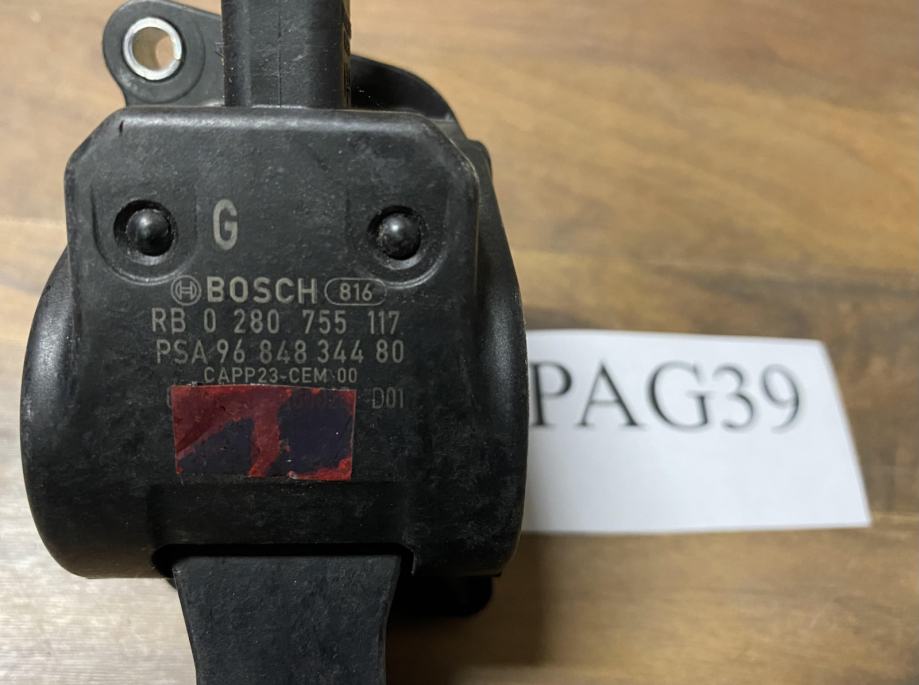 G
BOSCH 816
RB 0 280 755 117
PSA 96 848 344 80
CAPP23-CEM 00
D01
PAG39